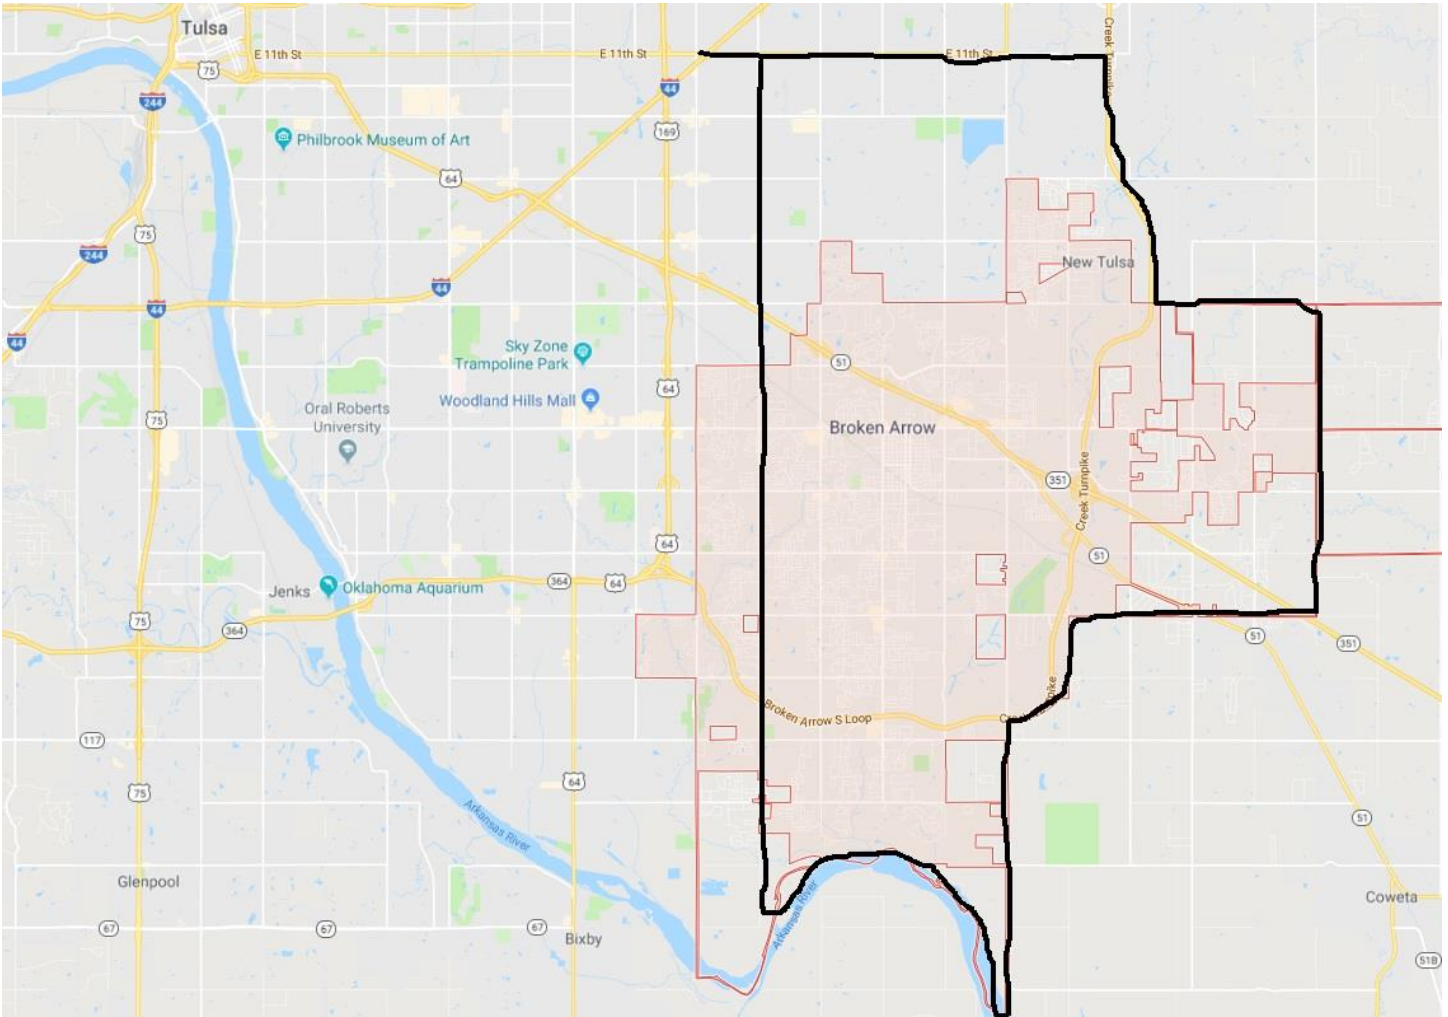 Tulsa
E 11th St
E 11th St
E 11th St
Creek Turnpike
75
244
44
169
Philbrook Museum of Art
64
75
244
New Tulsa
44
44
44
Sky Zone
Trampoline Park
51
64
Woodland Hills Mall
Oral Roberts
University
75
Broken Arrow
351
Creek Turnpike
64
51
Jenks
Oklahoma Aquarium
364
64
75
364
51
351
Broken Arrow S Loop
117
75
64
Arkansas River
51
Glenpool
Arkansas River
Coweta
67
67
67
Bixby
51B